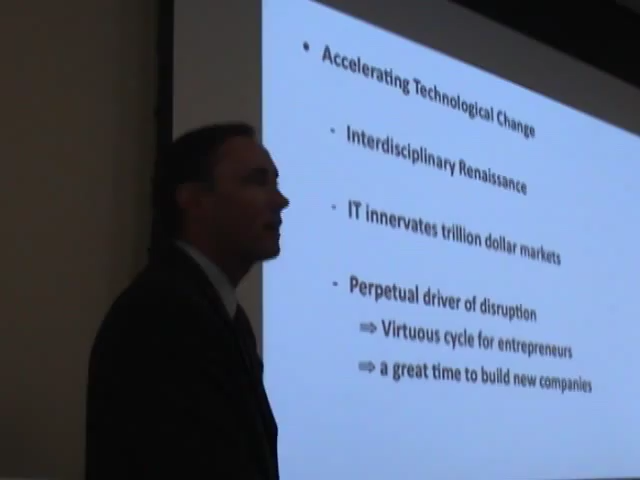 • Accelerating Technological Change
- Interdisciplinary Renaissance
- IT innervates trillion dollar markets
- Perpetual driver of disruption
⇒ Virtuous cycle for entrepreneurs
⇒ a great time to build new companies